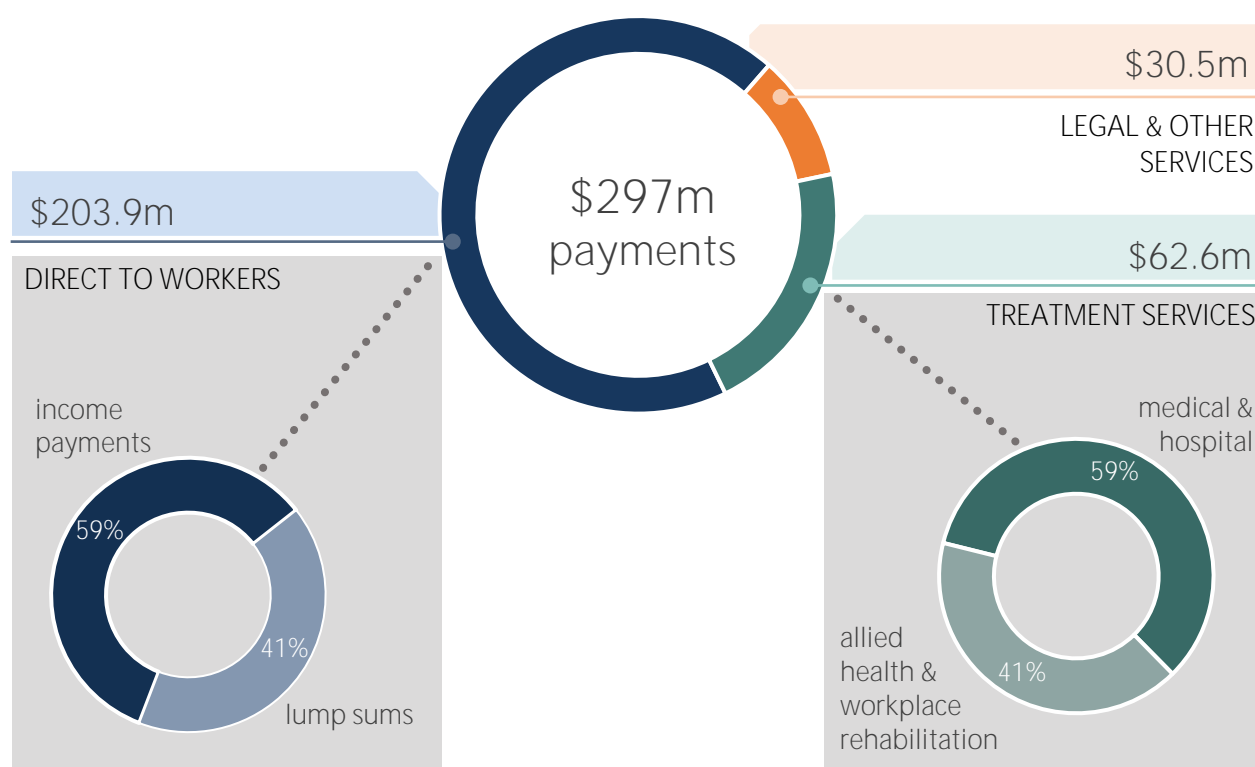 $297m
payments
$30.5m
LEGAL & OTHER
SERVICES
$203.9m
DIRECT TO WORKERS
$62.6m
TREATMENT SERVICES
income
payments
59%
41%
lump sums
medical &
hospital
59%
allied
health &
workplace
rehabilitation
41%